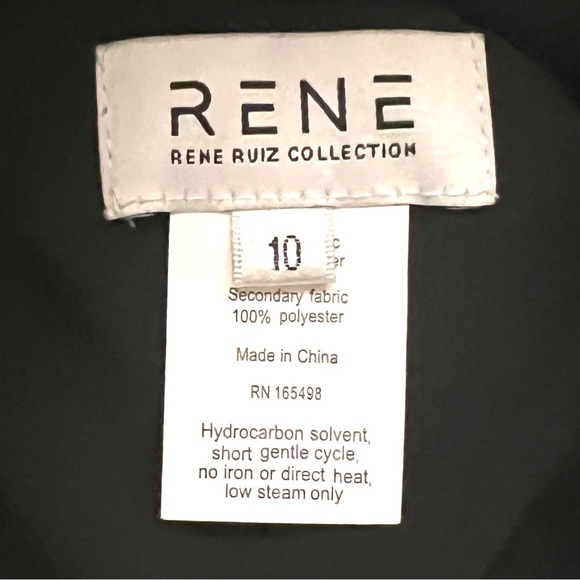 RENE
RENE RUIZ COLLECTION
10
Secondary fabric
100% polyester
Made in China
RN 165498
Hydrocarbon solvent,
short gentle cycle,
no iron or direct heat,
low steam only